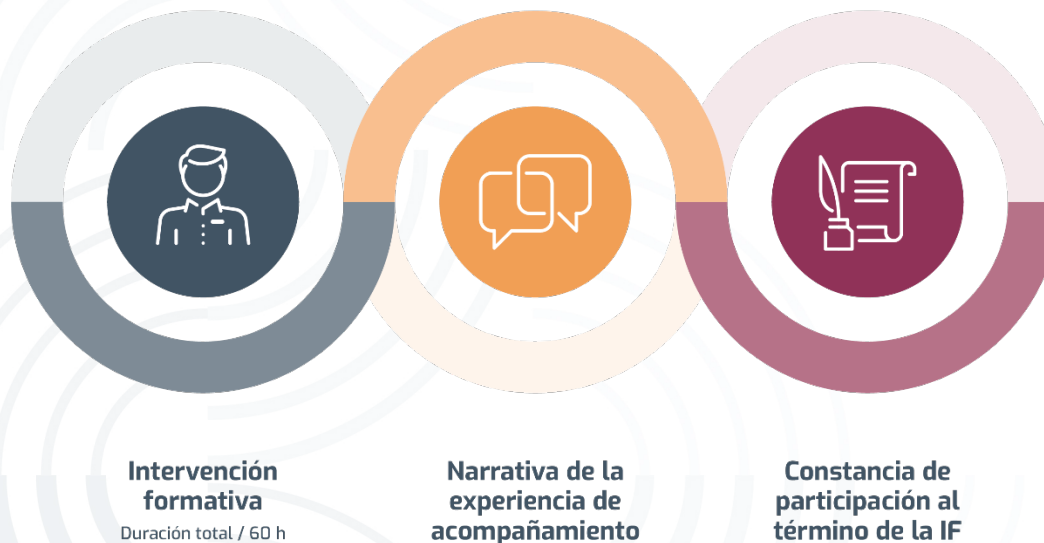 Intervención
formativa
Duración total / 60 h
Narrativa de la
experiencia de
acompañamiento
Constancia de
participación al
término de la IF